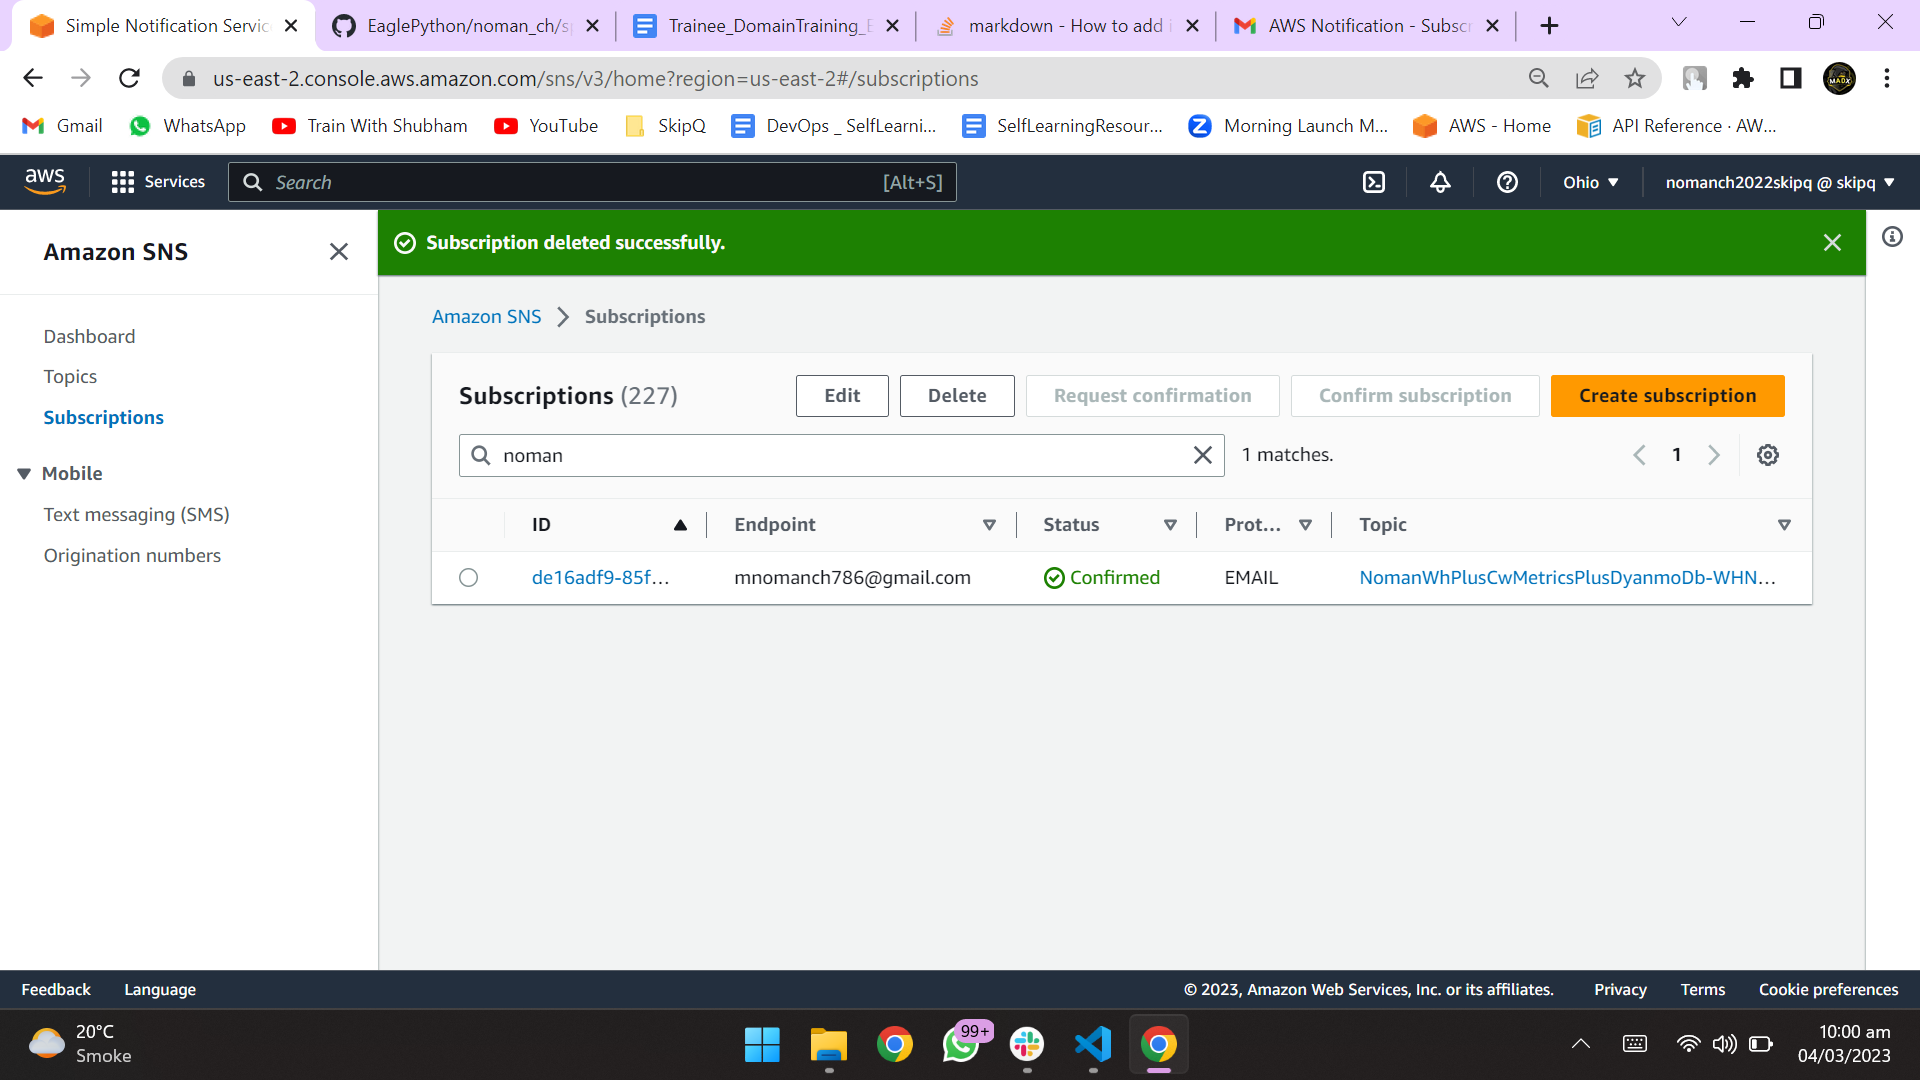 Simple Notification Servic
EaglePython/noman_ch/sp
Trainee_DomainTraining_E
markdown - How to add i
AWS Notification - Subscr
us-east-2.console.aws.amazon.com/sns/v3/home?region=us-east-2#/subscriptions
Gmail
WhatsApp
Train With Shubham
YouTube
SkipQ
DevOps _ SelfLearni...
SelfLearningResour...
Morning Launch M...
AWS - Home
API Reference · AW...
aws
Services
Search
[Alt+S]
Ohio
nomanch2022skipq @ skipq
Amazon SNS
Subscription deleted successfully.
Dashboard
Topics
Subscriptions
Mobile
Text messaging (SMS)
Origination numbers
Amazon SNS
Subscriptions
Subscriptions (227)
Edit
Delete
Request confirmation
Confirm subscription
Create subscription
noman
1 matches.
1
ID
Endpoint
Status
Prot...
Topic
de16adf9-85f...
mnomanch786@gmail.com
Confirmed
EMAIL
NomanWhPlusCwMetricsPlusDyanmoDb-WHN...
Feedback
Language
© 2023, Amazon Web Services, Inc. or its affiliates.
Privacy
Terms
Cookie preferences
20°C
Smoke
99+
10:00 am
04/03/2023